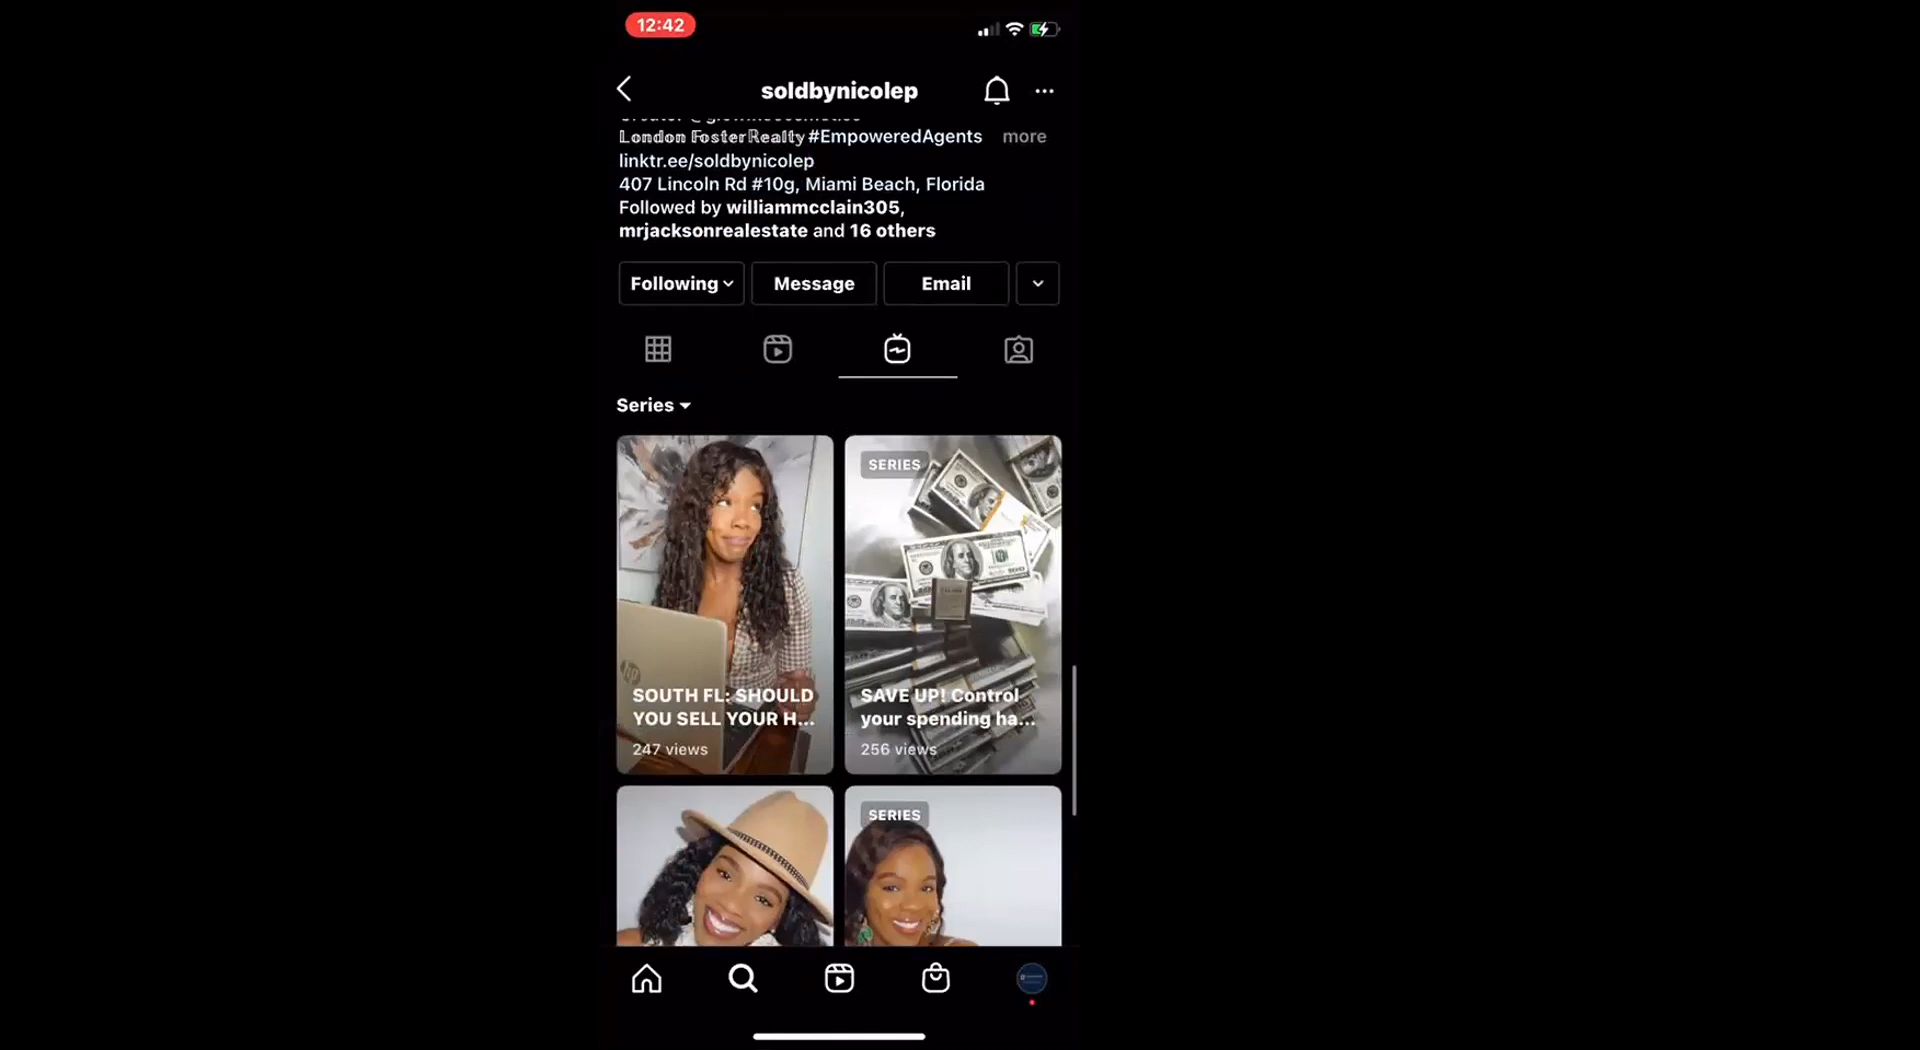 12:42
soldbynicolep
London Foster Realty #EmpoweredAgents more
linktr.ee/soldbynicolep
407 Lincoln Rd #10g, Miami Beach, Florida
Followed by williammcclain305,
mrjacksonrealestate and 16 others
Following Message Email
Series
SERIES
hp
SOUTH FL: SHOULD
YOU SELL YOUR H...
247 views
SAVE UP! Control
your spending ha...
256 views
SERIES